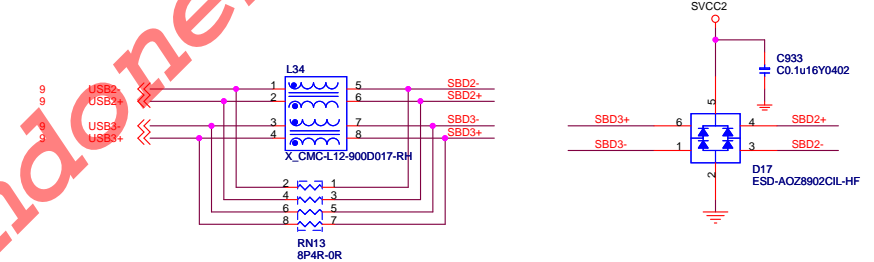 SVCC2
L34
C933
C0.1u16Y0402
9 USB2- 1 5 SBD2-
9 USB2+ 2 6 SBD2+
5
SBD3+ 6 4 SBD2+
9 USB3- 3 7 SBD3-
9 USB3+ 4 8 SBD3+
SBD3- 1 3 SBD2-
X_CMC-L12-900D017-RH
2
D17
ESD-AOZ8902CIL-HF
2 1
4 3
6 5
8 7
RN13
8P4R-0R
ndone